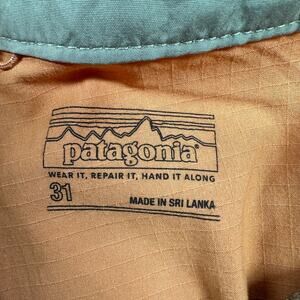 patagonia®
WEAR IT, REPAIR IT, HAND IT ALONG
31
MADE IN SRI LANKA